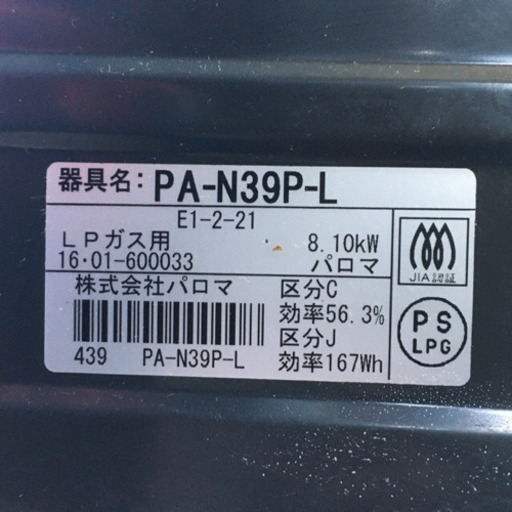 器具名: PA-N39P-L
E1-2-21
LPガス用 8.10kW
16・01-600033 パロマ
株式会社パロマ 区分C
効率56.3%
区分J
439 PA-N39P-L 効率167Wh
JIA認証
PS
LPG